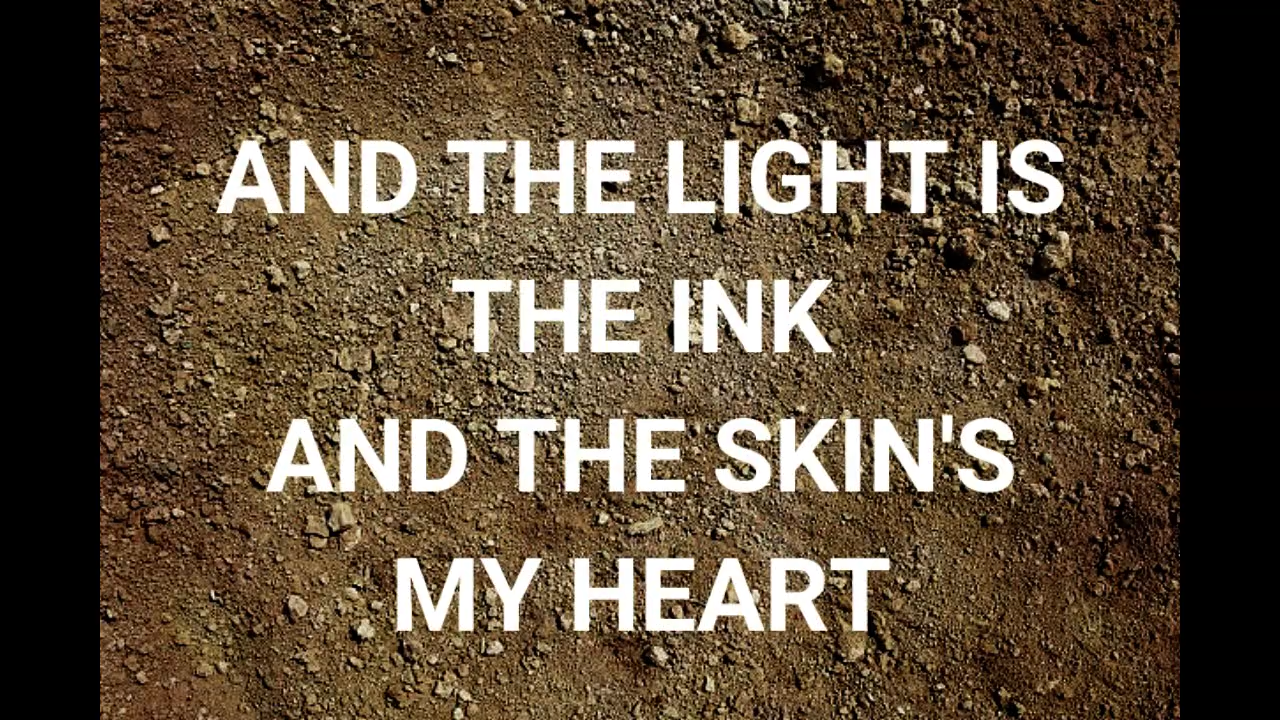 AND THE LIGHT IS
THE INK
AND THE SKIN'S
MY HEART